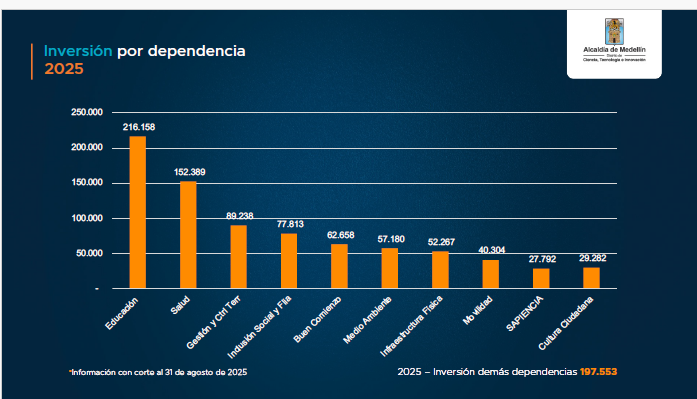 Inversión por dependencia
2025
Alcaldía de Medellín
Distrito de
Ciencia, Tecnología e Innovación
250.000
200.000
150.000
100.000
50.000
-
216.158
152.389
89.238
77.813
62.658
57.180
52.267
40.304
27.792
29.282
Educación
Salud
Gestión y Ctrl Terr
Inclusión Social y Flia
Buen Comienzo
Medio Ambiente
Infraestructura Física
Movilidad
SAPIENCIA
Cultura Ciudadana
*Información con corte al 31 de agosto de 2025
2025 – Inversión demás dependencias 197.553